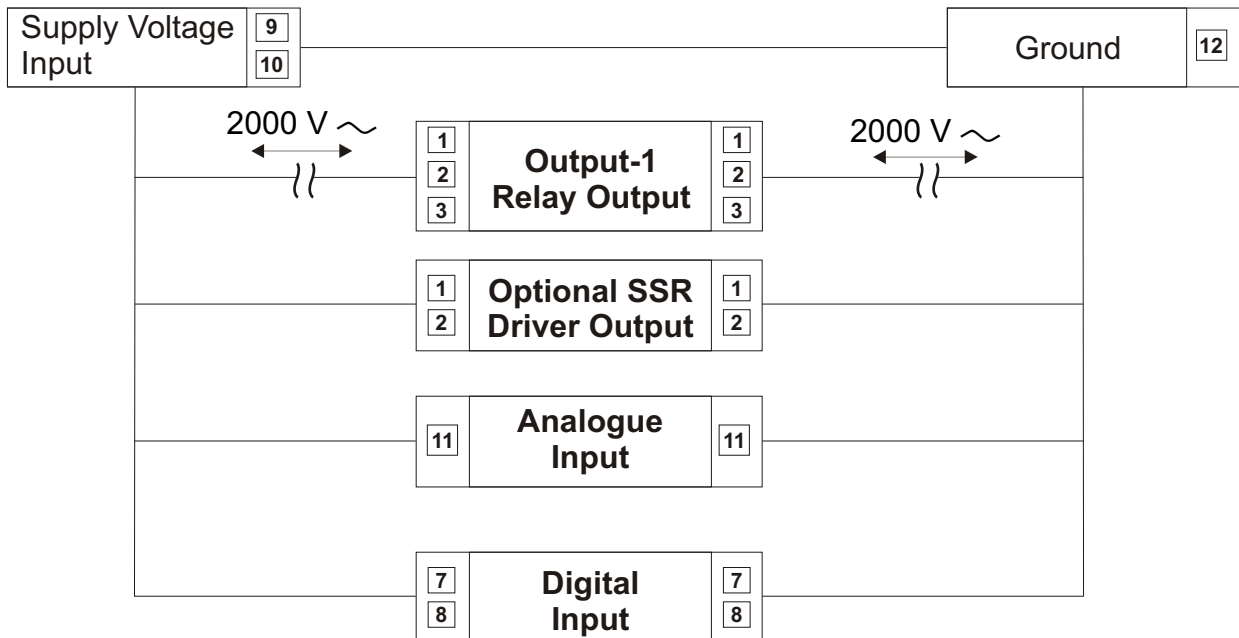 Supply Voltage
Input
9
10
Ground
12
2000 V ～
2000 V ～
1
2
3
Output-1
Relay Output
1
2
3
1
2
Optional SSR
Driver Output
1
2
11
Analogue
Input
11
7
8
Digital
Input
7
8